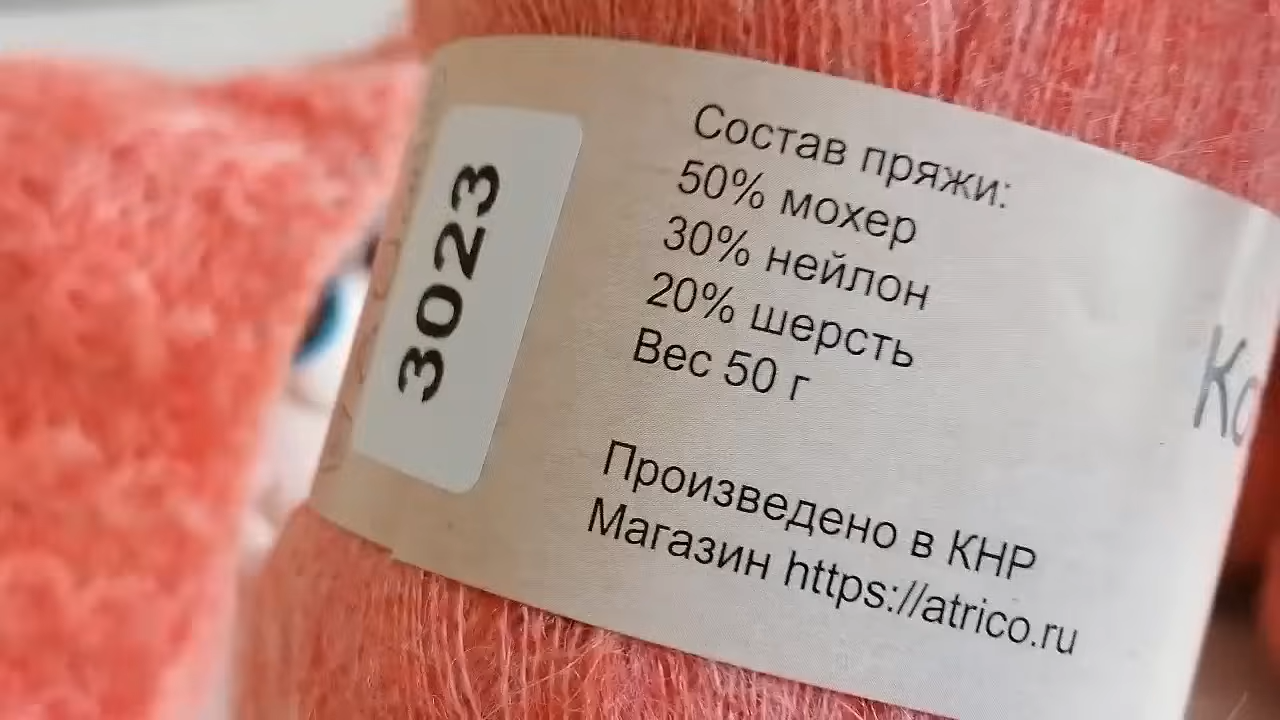 3023
Состав пряжи:
50% мохер
30% нейлон
20% шерсть
Вес 50 г
Произведено в КНР
Магазин https://atrico.ru